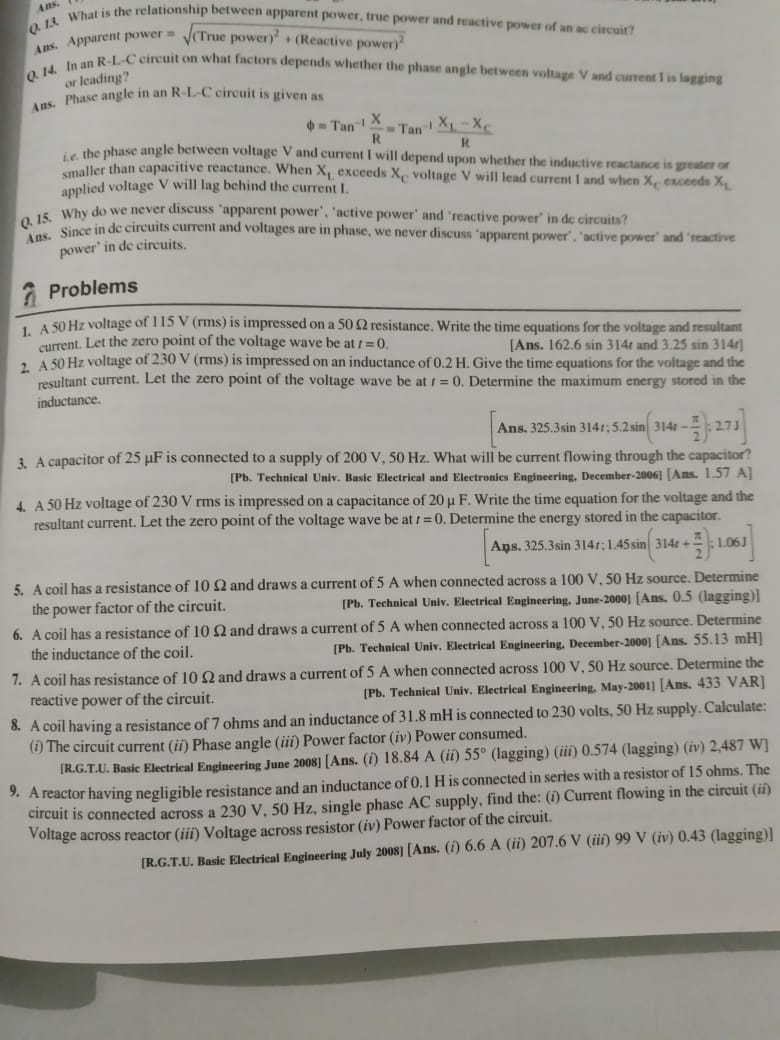 Ans.
Q. 13. What is the relationship between apparent power, true power and reactive power of an ac circuit?
Ans. Apparent power = √((True power)² + (Reactive power)²)
Q. 14. In an R-L-C circuit on what factors depends whether the phase angle between voltage V and current I is lagging
or leading?
Ans. Phase angle in an R-L-C circuit is given as
ϕ = Tan⁻¹ X/R = Tan⁻¹ (X_L – X_C)/R
i.e. the phase angle between voltage V and current I will depend upon whether the inductive reactance is greater or
smaller than capacitive reactance. When X_L exceeds X_C voltage V will lead current I and when X_C exceeds X_L
applied voltage V will lag behind the current I.
Q. 15. Why do we never discuss 'apparent power', 'active power' and 'reactive power' in dc circuits?
Ans. Since in dc circuits current and voltages are in phase, we never discuss 'apparent power', 'active power' and 'reactive
power' in dc circuits.
? Problems
1. A 50 Hz voltage of 115 V (rms) is impressed on a 50 Ω resistance. Write the time equations for the voltage and resultant
current. Let the zero point of the voltage wave be at t = 0. [Ans. 162.6 sin 314t and 3.25 sin 314t]
2. A 50 Hz voltage of 230 V (rms) is impressed on an inductance of 0.2 H. Give the time equations for the voltage and the
resultant current. Let the zero point of the voltage wave be at t = 0. Determine the maximum energy stored in the
inductance.
[Ans. 325.3 sin 314t; 5.2 sin(314t – π/2); 2.7 J]
3. A capacitor of 25 μF is connected to a supply of 200 V, 50 Hz. What will be current flowing through the capacitor?
[Pb. Technical Univ. Basic Electrical and Electronics Engineering, December-2006] [Ans. 1.57 A]
4. A 50 Hz voltage of 230 V rms is impressed on a capacitance of 20 μ F. Write the time equation for the voltage and the
resultant current. Let the zero point of the voltage wave be at t = 0. Determine the energy stored in the capacitor.
[Ans. 325.3 sin 314t; 1.45 sin(314t + π/2); 1.06 J]
5. A coil has a resistance of 10 Ω and draws a current of 5 A when connected across a 100 V, 50 Hz source. Determine
the power factor of the circuit. [Pb. Technical Univ. Electrical Engineering, June-2000] [Ans. 0.5 (lagging)]
6. A coil has a resistance of 10 Ω and draws a current of 5 A when connected across a 100 V, 50 Hz source. Determine
the inductance of the coil. [Pb. Technical Univ. Electrical Engineering, December-2000] [Ans. 55.13 mH]
7. A coil has resistance of 10 Ω and draws a current of 5 A when connected across 100 V, 50 Hz source. Determine the
reactive power of the circuit. [Pb. Technical Univ. Electrical Engineering, May-2001] [Ans. 433 VAR]
8. A coil having a resistance of 7 ohms and an inductance of 31.8 mH is connected to 230 volts, 50 Hz supply. Calculate:
(i) The circuit current (ii) Phase angle (iii) Power factor (iv) Power consumed.
[R.G.T.U. Basic Electrical Engineering June 2008] [Ans. (i) 18.84 A (ii) 55° (lagging) (iii) 0.574 (lagging) (iv) 2,487 W]
9. A reactor having negligible resistance and an inductance of 0.1 H is connected in series with a resistor of 15 ohms. The
circuit is connected across a 230 V, 50 Hz, single phase AC supply, find the: (i) Current flowing in the circuit (ii)
Voltage across reactor (iii) Voltage across resistor (iv) Power factor of the circuit.
[R.G.T.U. Basic Electrical Engineering July 2008] [Ans. (i) 6.6 A (ii) 207.6 V (iii) 99 V (iv) 0.43 (lagging)]